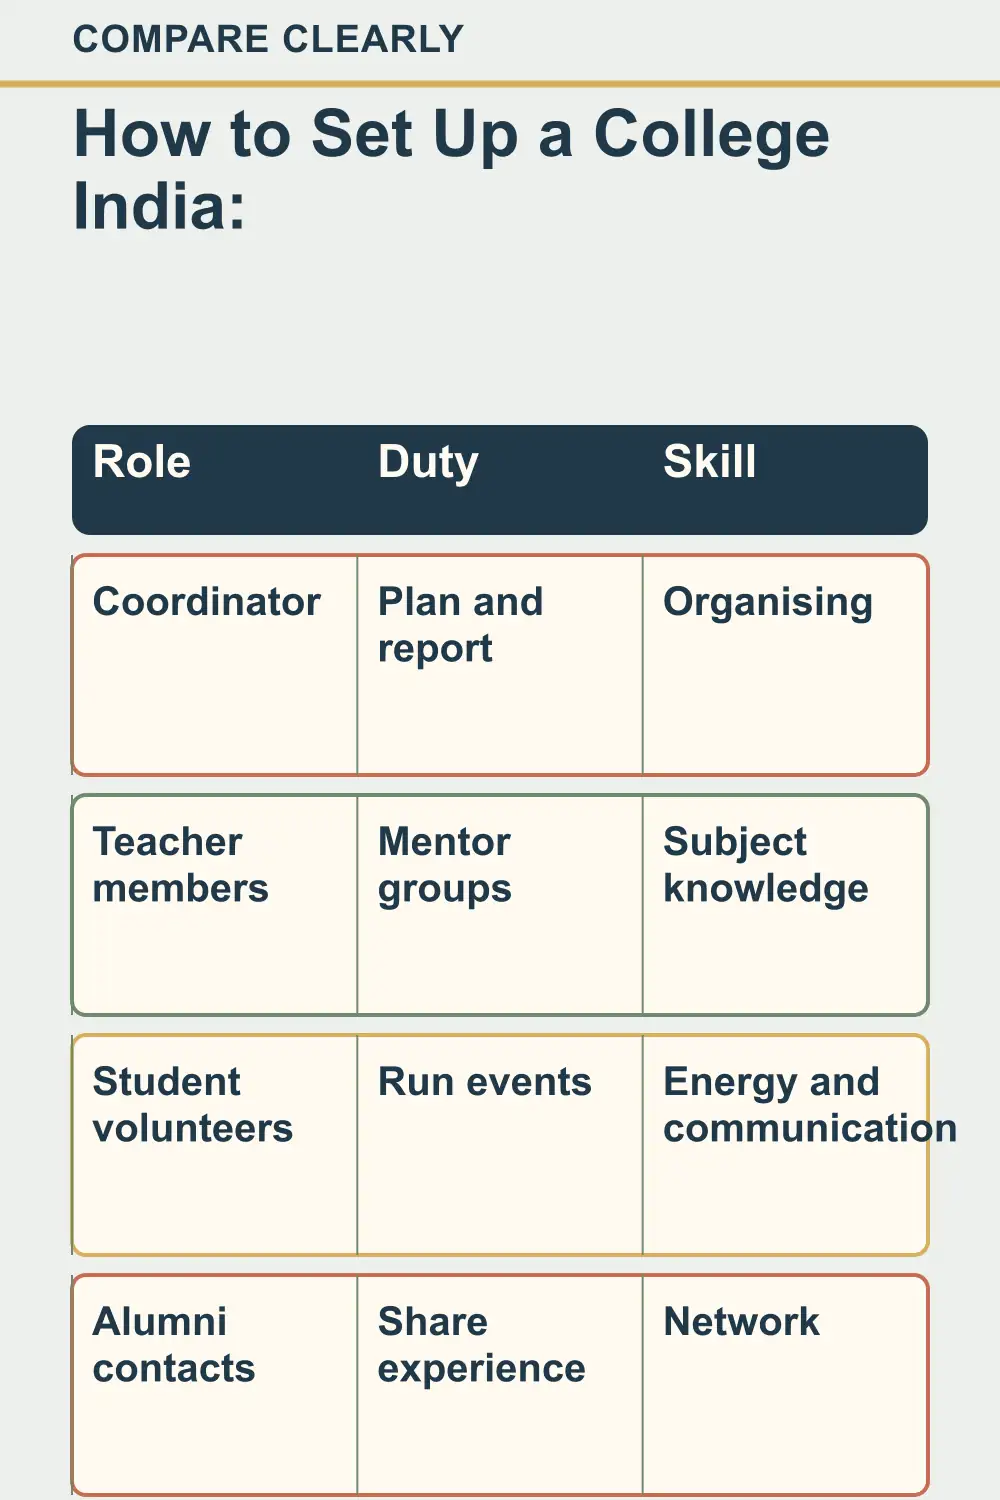 COMPARE CLEARLY
How to Set Up a College
India:
Role Duty Skill
Coordinator Plan and Organising
report
Teacher Mentor Subject
members groups knowledge
Student Run events Energy and
volunteers communication
Alumni Share Network
contacts experience